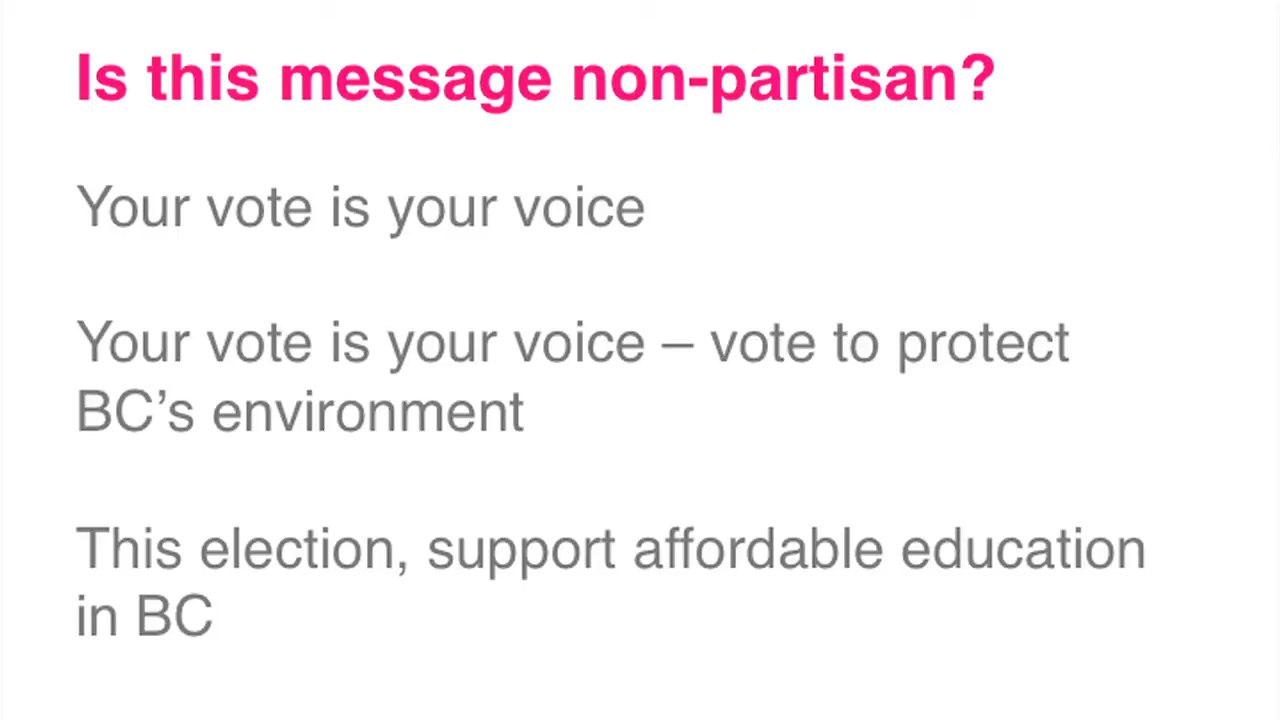 Is this message non-partisan?
Your vote is your voice
Your vote is your voice – vote to protect
BC’s environment
This election, support affordable education
in BC